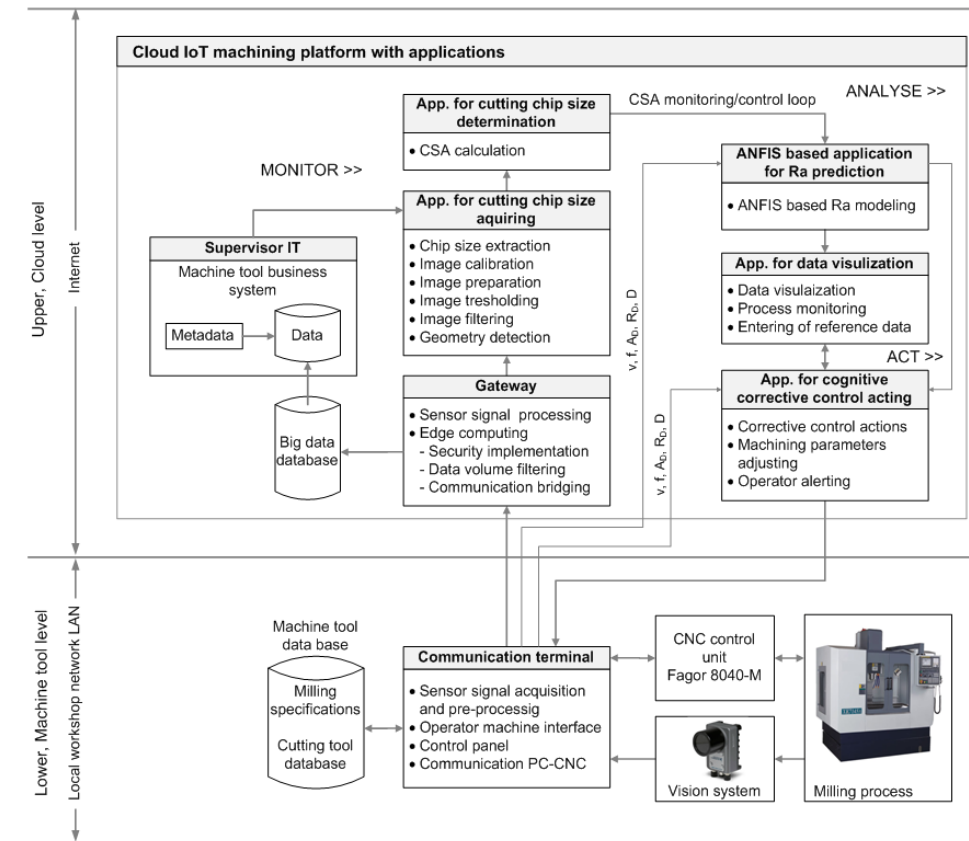 Upper, Cloud level
Internet
Cloud IoT machining platform with applications
MONITOR >>
App. for cutting chip size
determination
• CSA calculation
CSA monitoring/control loop
ANALYSE >>
ANFIS based application
for Ra prediction
• ANFIS based Ra modeling
App. for cutting chip size
aquiring
• Chip size extraction
• Image calibration
• Image preparation
• Image tresholding
• Image filtering
• Geometry detection
Supervisor IT
Machine tool business
system
Metadata
Data
App. for data visulization
• Data visulaization
• Process monitoring
• Entering of reference data
v, f, AD, RD, D
ACT >>
App. for cognitive
corrective control acting
• Corrective control actions
• Machining parameters
adjusting
• Operator alerting
v, f, AD, RD, D
Gateway
• Sensor signal processing
• Edge computing
- Security implementation
- Data volume filtering
- Communication bridging
Big data
database
Lower, Machine tool level
Local workshop network LAN
Machine tool
data base
Milling
specifications
Cutting tool
database
Communication terminal
• Sensor signal acquisition
and pre-processig
• Operator machine interface
• Control panel
• Communication PC-CNC
CNC control
unit
Fagor 8040-M
Vision system
Milling process